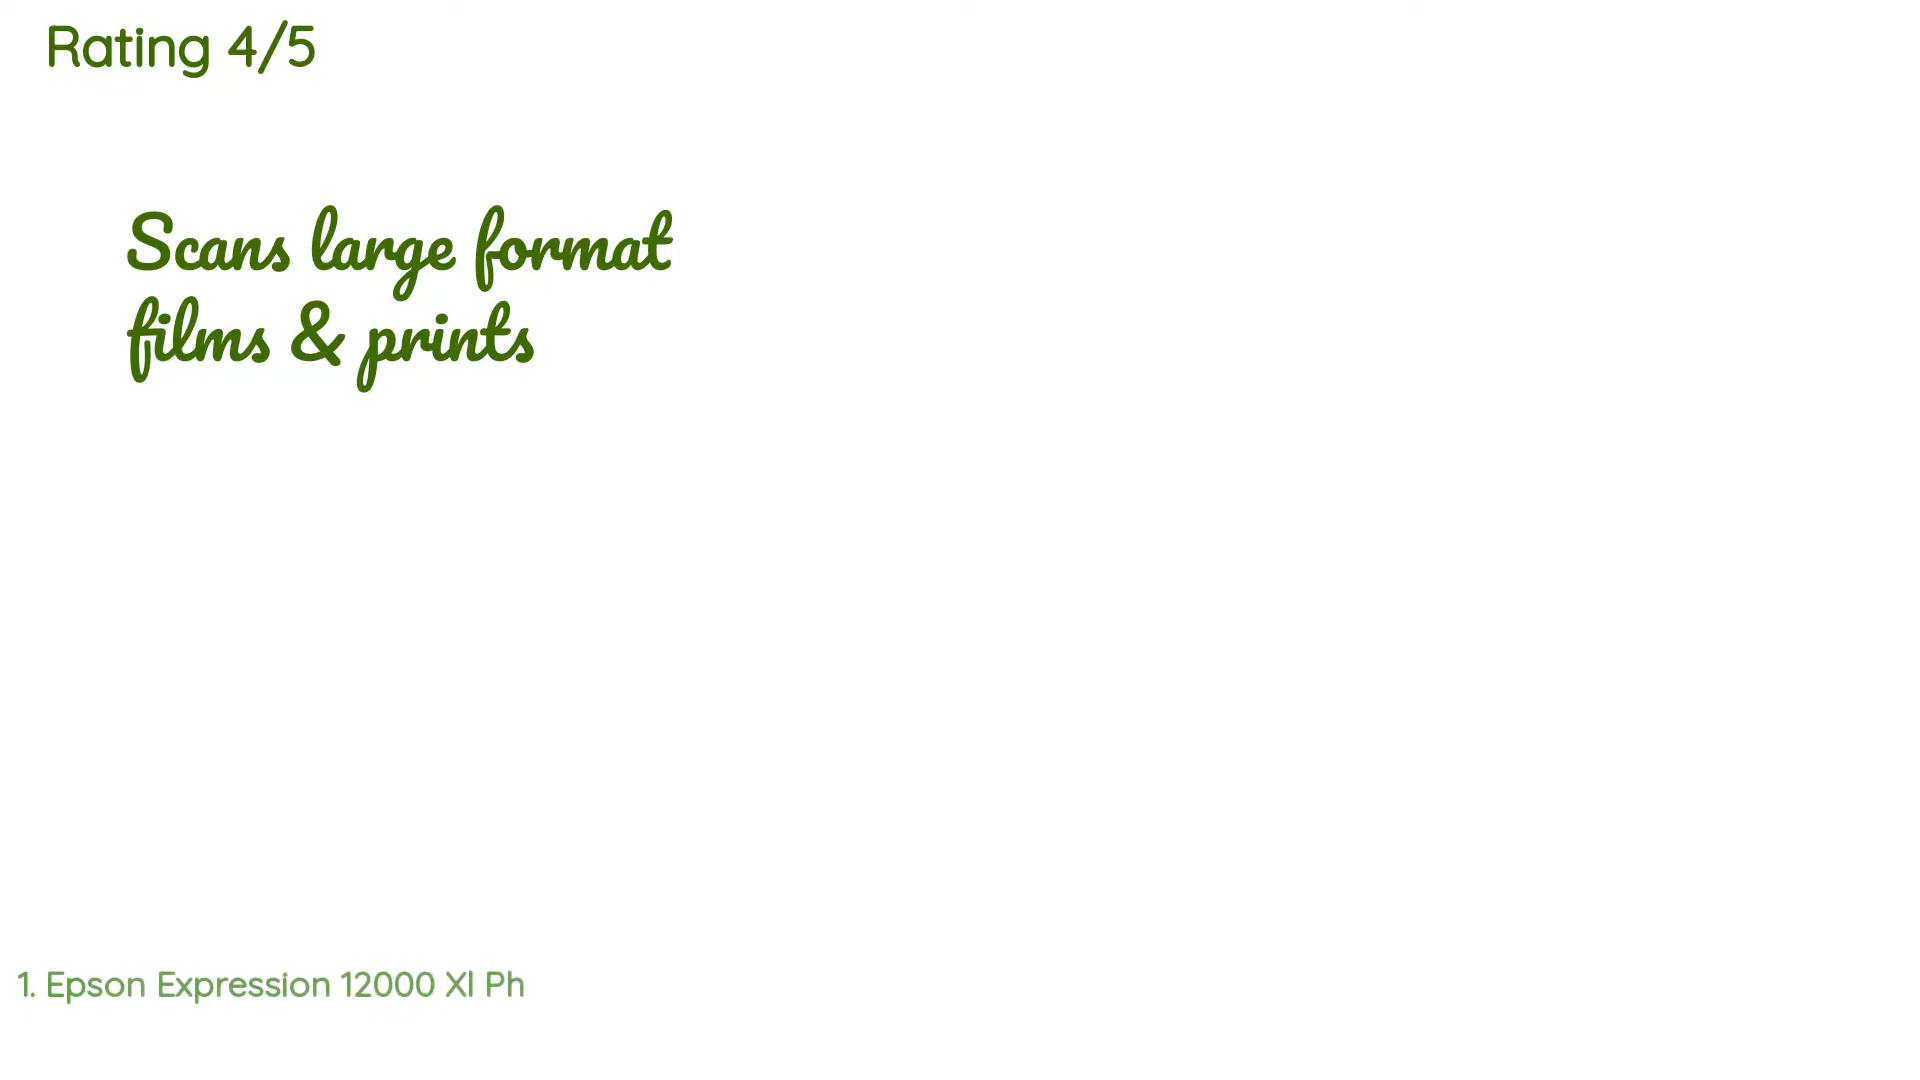 Rating 4/5
Scans large format
films & prints
1. Epson Expression 12000 Xl Ph